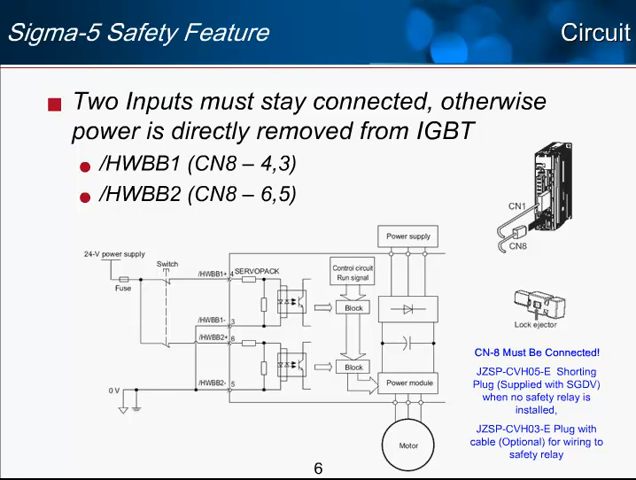 Sigma-5 Safety Feature
Circuit
Two Inputs must stay connected, otherwise
power is directly removed from IGBT
/HWBB1 (CN8 – 4,3)
/HWBB2 (CN8 – 6,5)
CN1
CN8
Lock ejector
24-V power supply
Switch
Fuse
0 V
/HWBB1+
4
SERVOPACK
/HWBB1-
3
/HWBB2+
6
/HWBB2-
5
Control circuit
Run signal
Block
Block
Power supply
Power module
Motor
CN-8 Must Be Connected!
JZSP-CVH05-E Shorting
Plug (Supplied with SGDV)
when no safety relay is
installed,
JZSP-CVH03-E Plug with
cable (Optional) for wiring to
safety relay
6